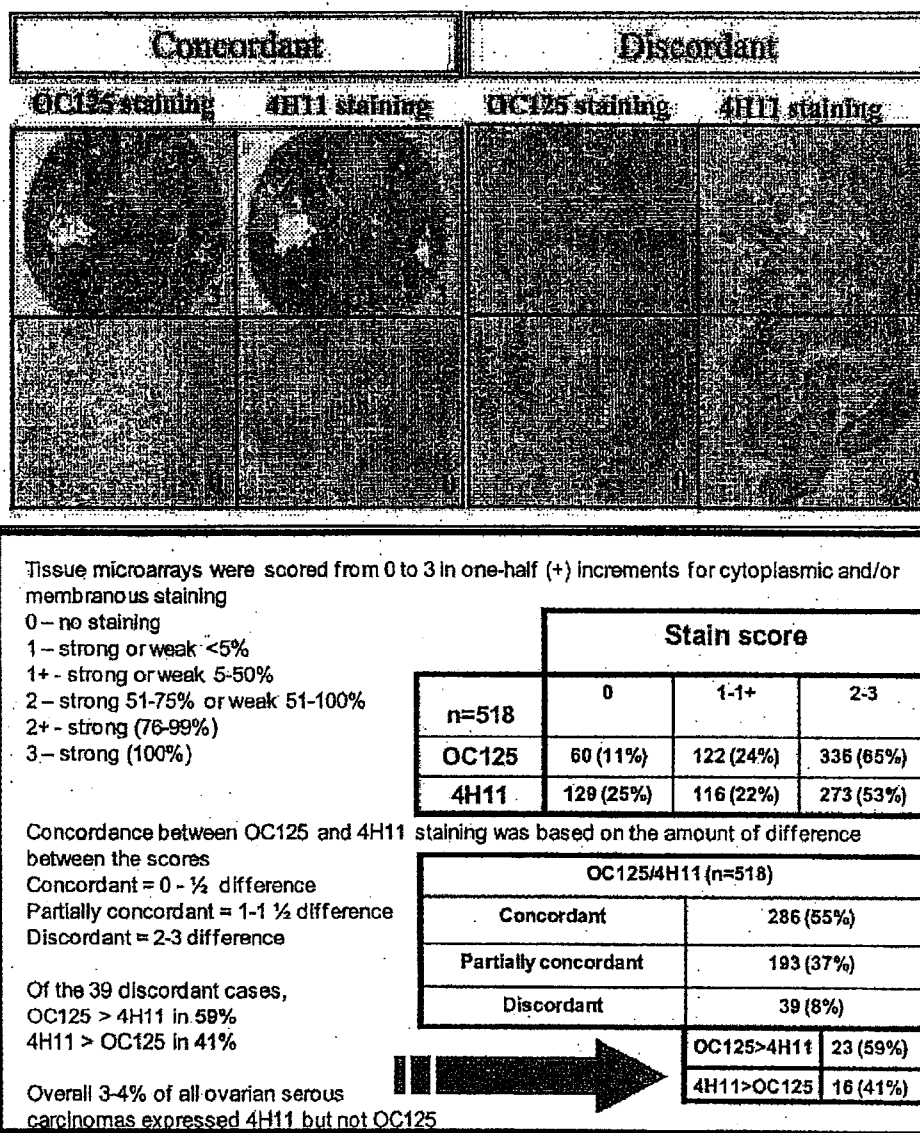 Concordant
Discordant
OC125 staining
4H11 staining
OC125 staining
4H11 staining
3
0
0
0
Tissue microarrays were scored from 0 to 3 in one-half (+) increments for cytoplasmic and/or
membranous staining
0 – no staining
1 – strong or weak <5%
1+ - strong or weak 5-50%
2 – strong 51-75% or weak 51-100%
2+ - strong (76-99%)
3 – strong (100%)
Stain score
n=518
0
1-1+
2-3
OC125
60 (11%)
122 (24%)
336 (65%)
4H11
129 (25%)
116 (22%)
273 (53%)
Concordance between OC125 and 4H11 staining was based on the amount of difference
between the scores
Concordant = 0 - ½ difference
Partially concordant = 1-1 ½ difference
Discordant = 2-3 difference
OC125/4H11 (n=518)
Concordant
286 (55%)
Partially concordant
193 (37%)
Discordant
39 (8%)
Of the 39 discordant cases,
OC125 > 4H11 in 59%
4H11 > OC125 in 41%
OC125>4H11
23 (59%)
4H11>OC125
16 (41%)
Overall 3-4% of all ovarian serous
carcinomas expressed 4H11 but not OC125